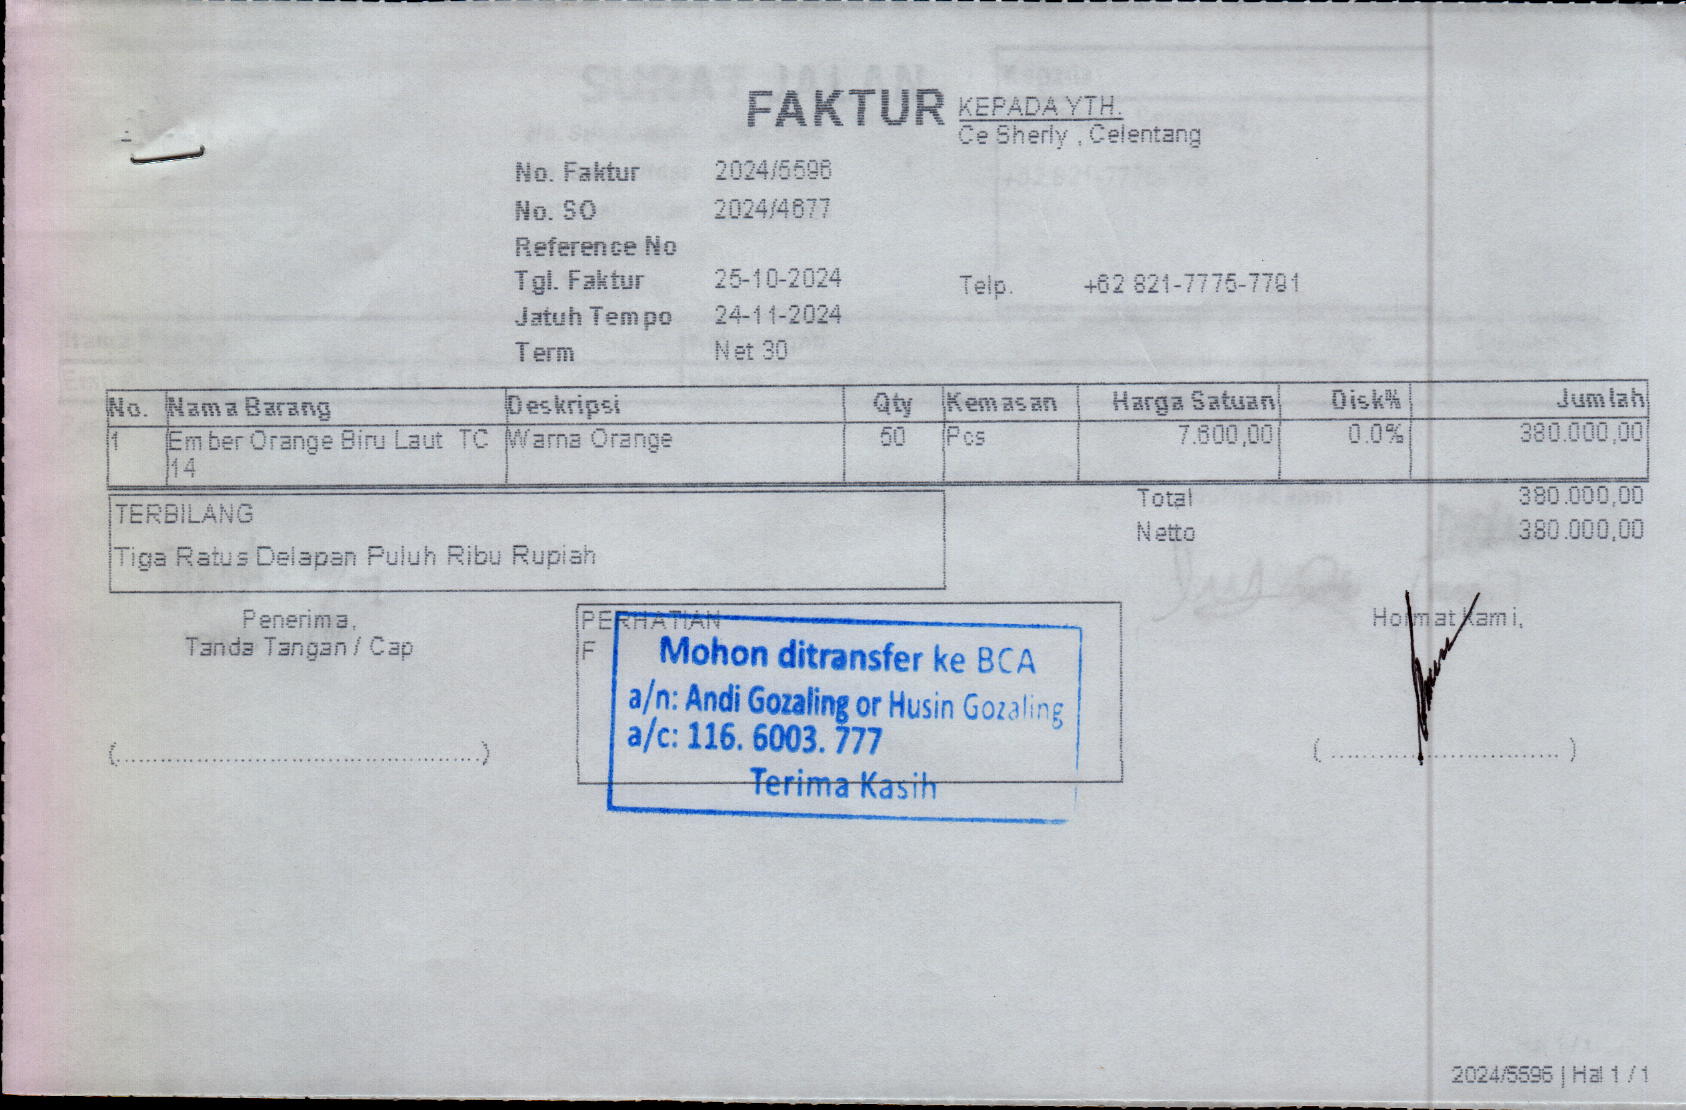 FAKTUR
KEPADA YTH.
Ce Sherly , Celentang
No. Faktur 2024/5596
No. SO 2024/4677
Reference No
Tgl. Faktur 25-10-2024
Telp. +62 821-7775-7791
Jatuh Tempo 24-11-2024
Term Net 30
No. Nama Barang Deskripsi Qty Kemasan Harga Satuan Disk% Jumlah
1 Ember Orange Biru Laut TC Warna Orange 50 Pcs 7.600,00 0.0% 380.000,00
14
Total 380.000,00
TERBILANG
Netto 380.000,00
Tiga Ratus Delapan Puluh Ribu Rupiah
Penerima,
Tanda Tangan / Cap
PERHATIAN
F
Mohon ditransfer ke BCA
a/n: Andi Gozaling or Husin Gozaling
a/c: 116. 6003. 777
Terima Kasih
Hormat Kami,
(................................................)
(................................)
2024/5596 | Hal 1 / 1